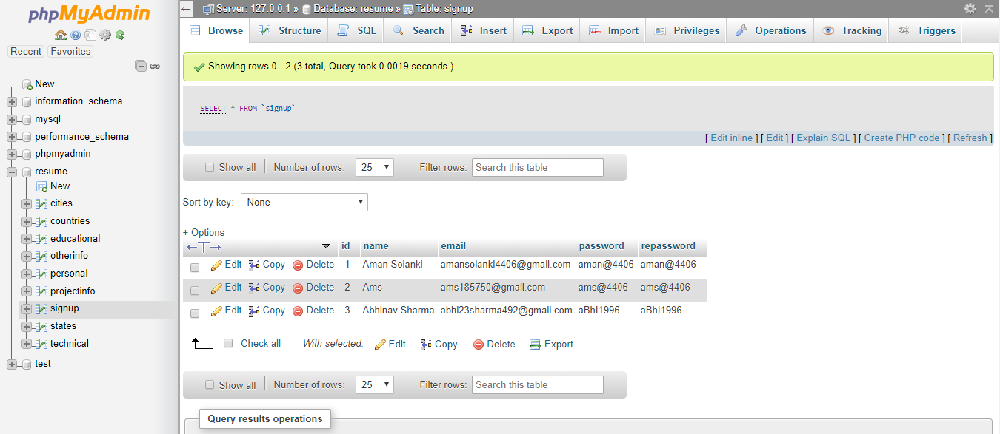 phpMyAdmin
Recent Favorites
New
information_schema
mysql
performance_schema
phpmyadmin
resume
New
cities
countries
educational
otherinfo
personal
projectinfo
signup
states
technical
test
Server: 127.0.0.1 » Database: resume » Table: signup
Browse Structure SQL Search Insert Export Import Privileges Operations Tracking Triggers
Showing rows 0 - 2 (3 total, Query took 0.0019 seconds.)
SELECT * FROM `signup`
[ Edit inline ] [ Edit ] [ Explain SQL ] [ Create PHP code ] [ Refresh ]
Show all Number of rows: 25 Filter rows: Search this table
Sort by key: None
+ Options
←T→ id name email password repassword
Edit Copy Delete 1 Aman Solanki amansolanki4406@gmail.com aman@4406 aman@4406
Edit Copy Delete 2 Ams ams185750@gmail.com ams@4406 ams@4406
Edit Copy Delete 3 Abhinav Sharma abhi23sharma492@gmail.com aBhI1996 aBhI1996
Check all With selected: Edit Copy Delete Export
Show all Number of rows: 25 Filter rows: Search this table
Query results operations